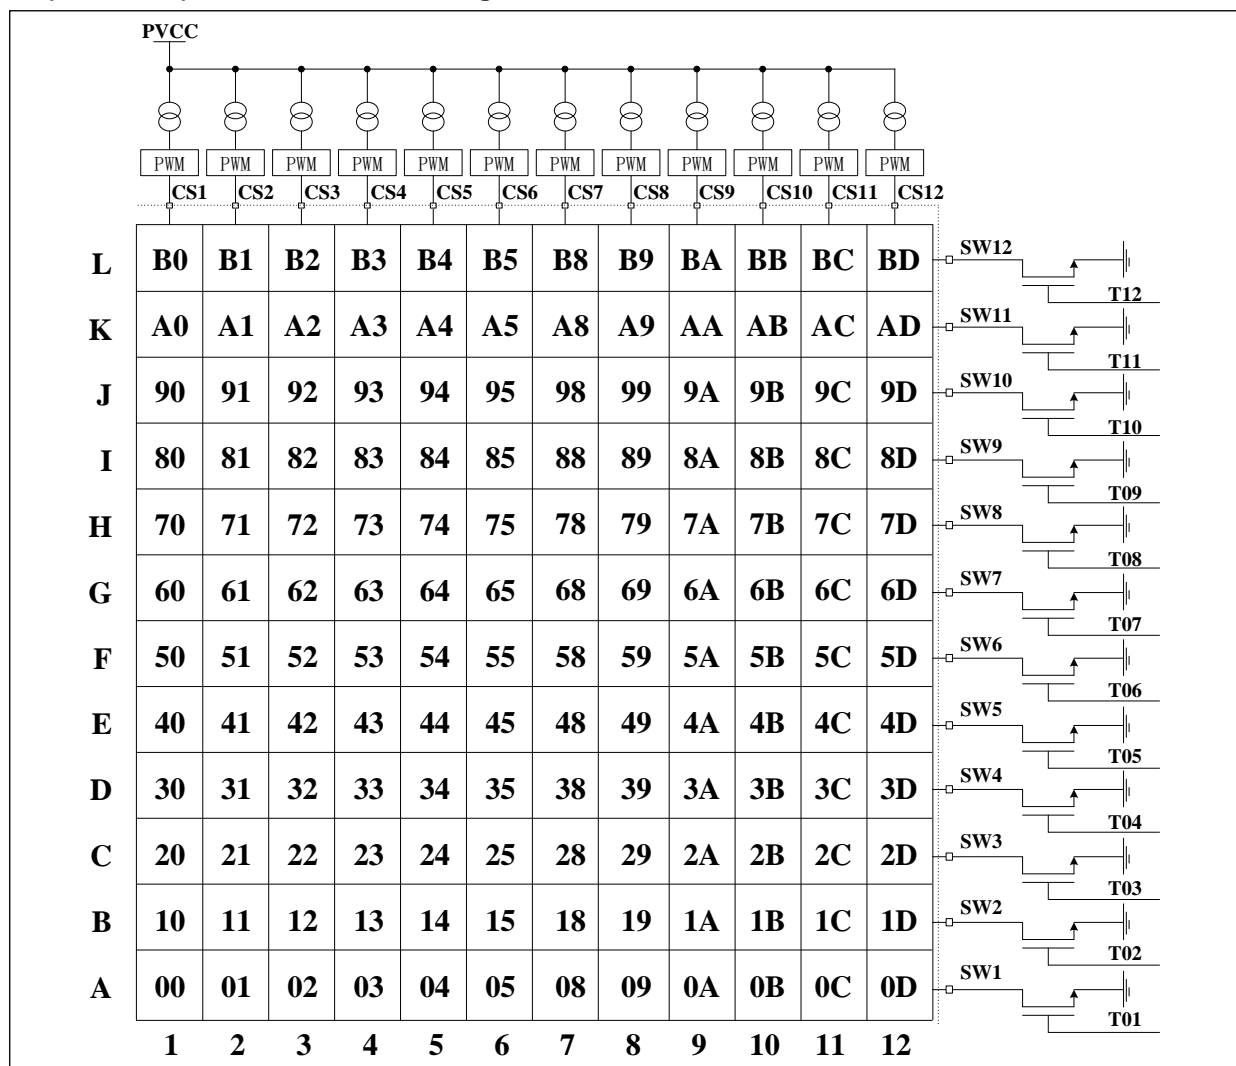 PVCC
PWM PWM PWM PWM PWM PWM PWM PWM PWM PWM PWM PWM
CS1 CS2 CS3 CS4 CS5 CS6 CS7 CS8 CS9 CS10 CS11 CS12
L B0 B1 B2 B3 B4 B5 B8 B9 BA BB BC BD SW12
T12
K A0 A1 A2 A3 A4 A5 A8 A9 AA AB AC AD SW11
T11
J 90 91 92 93 94 95 98 99 9A 9B 9C 9D SW10
T10
I 80 81 82 83 84 85 88 89 8A 8B 8C 8D SW9
T09
H 70 71 72 73 74 75 78 79 7A 7B 7C 7D SW8
T08
G 60 61 62 63 64 65 68 69 6A 6B 6C 6D SW7
T07
F 50 51 52 53 54 55 58 59 5A 5B 5C 5D SW6
T06
E 40 41 42 43 44 45 48 49 4A 4B 4C 4D SW5
T05
D 30 31 32 33 34 35 38 39 3A 3B 3C 3D SW4
T04
C 20 21 22 23 24 25 28 29 2A 2B 2C 2D SW3
T03
B 10 11 12 13 14 15 18 19 1A 1B 1C 1D SW2
T02
A 00 01 02 03 04 05 08 09 0A 0B 0C 0D SW1
T01
1 2 3 4 5 6 7 8 9 10 11 12